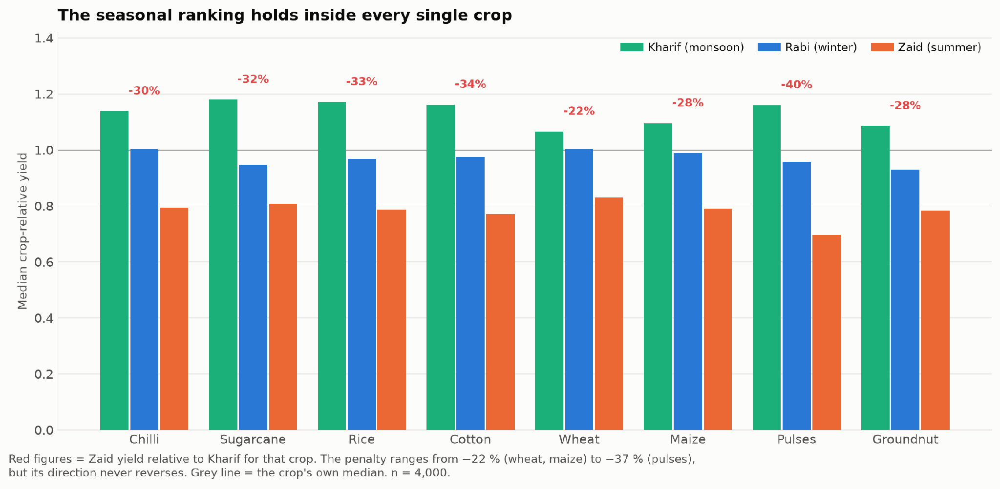 The seasonal ranking holds inside every single crop
Kharif (monsoon) Rabi (winter) Zaid (summer)
Median crop-relative yield
1.4
1.2
1.0
0.8
0.6
0.4
0.2
0.0
-30% -32% -33% -34% -22% -28% -40% -28%
Chilli Sugarcane Rice Cotton Wheat Maize Pulses Groundnut
Red figures = Zaid yield relative to Kharif for that crop. The penalty ranges from −22 % (wheat, maize) to −37 % (pulses),
but its direction never reverses. Grey line = the crop's own median. n = 4,000.